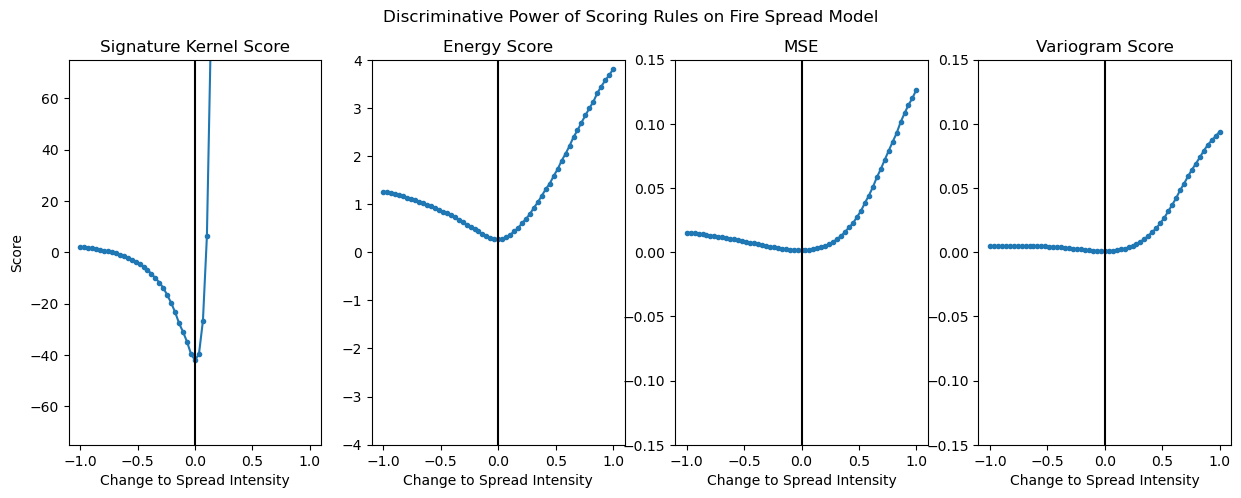 Discriminative Power of Scoring Rules on Fire Spread Model
Signature Kernel Score
Score
60
40
20
0
−20
−40
−60
−1.0 −0.5 0.0 0.5 1.0
Change to Spread Intensity
Energy Score
4
3
2
1
0
−1
−2
−3
−4
−1.0 −0.5 0.0 0.5 1.0
Change to Spread Intensity
MSE
0.15
0.10
0.05
0.00
−0.05
−0.10
−0.15
−1.0 −0.5 0.0 0.5 1.0
Change to Spread Intensity
Variogram Score
0.15
0.10
0.05
0.00
−0.05
−0.10
−0.15
−1.0 −0.5 0.0 0.5 1.0
Change to Spread Intensity